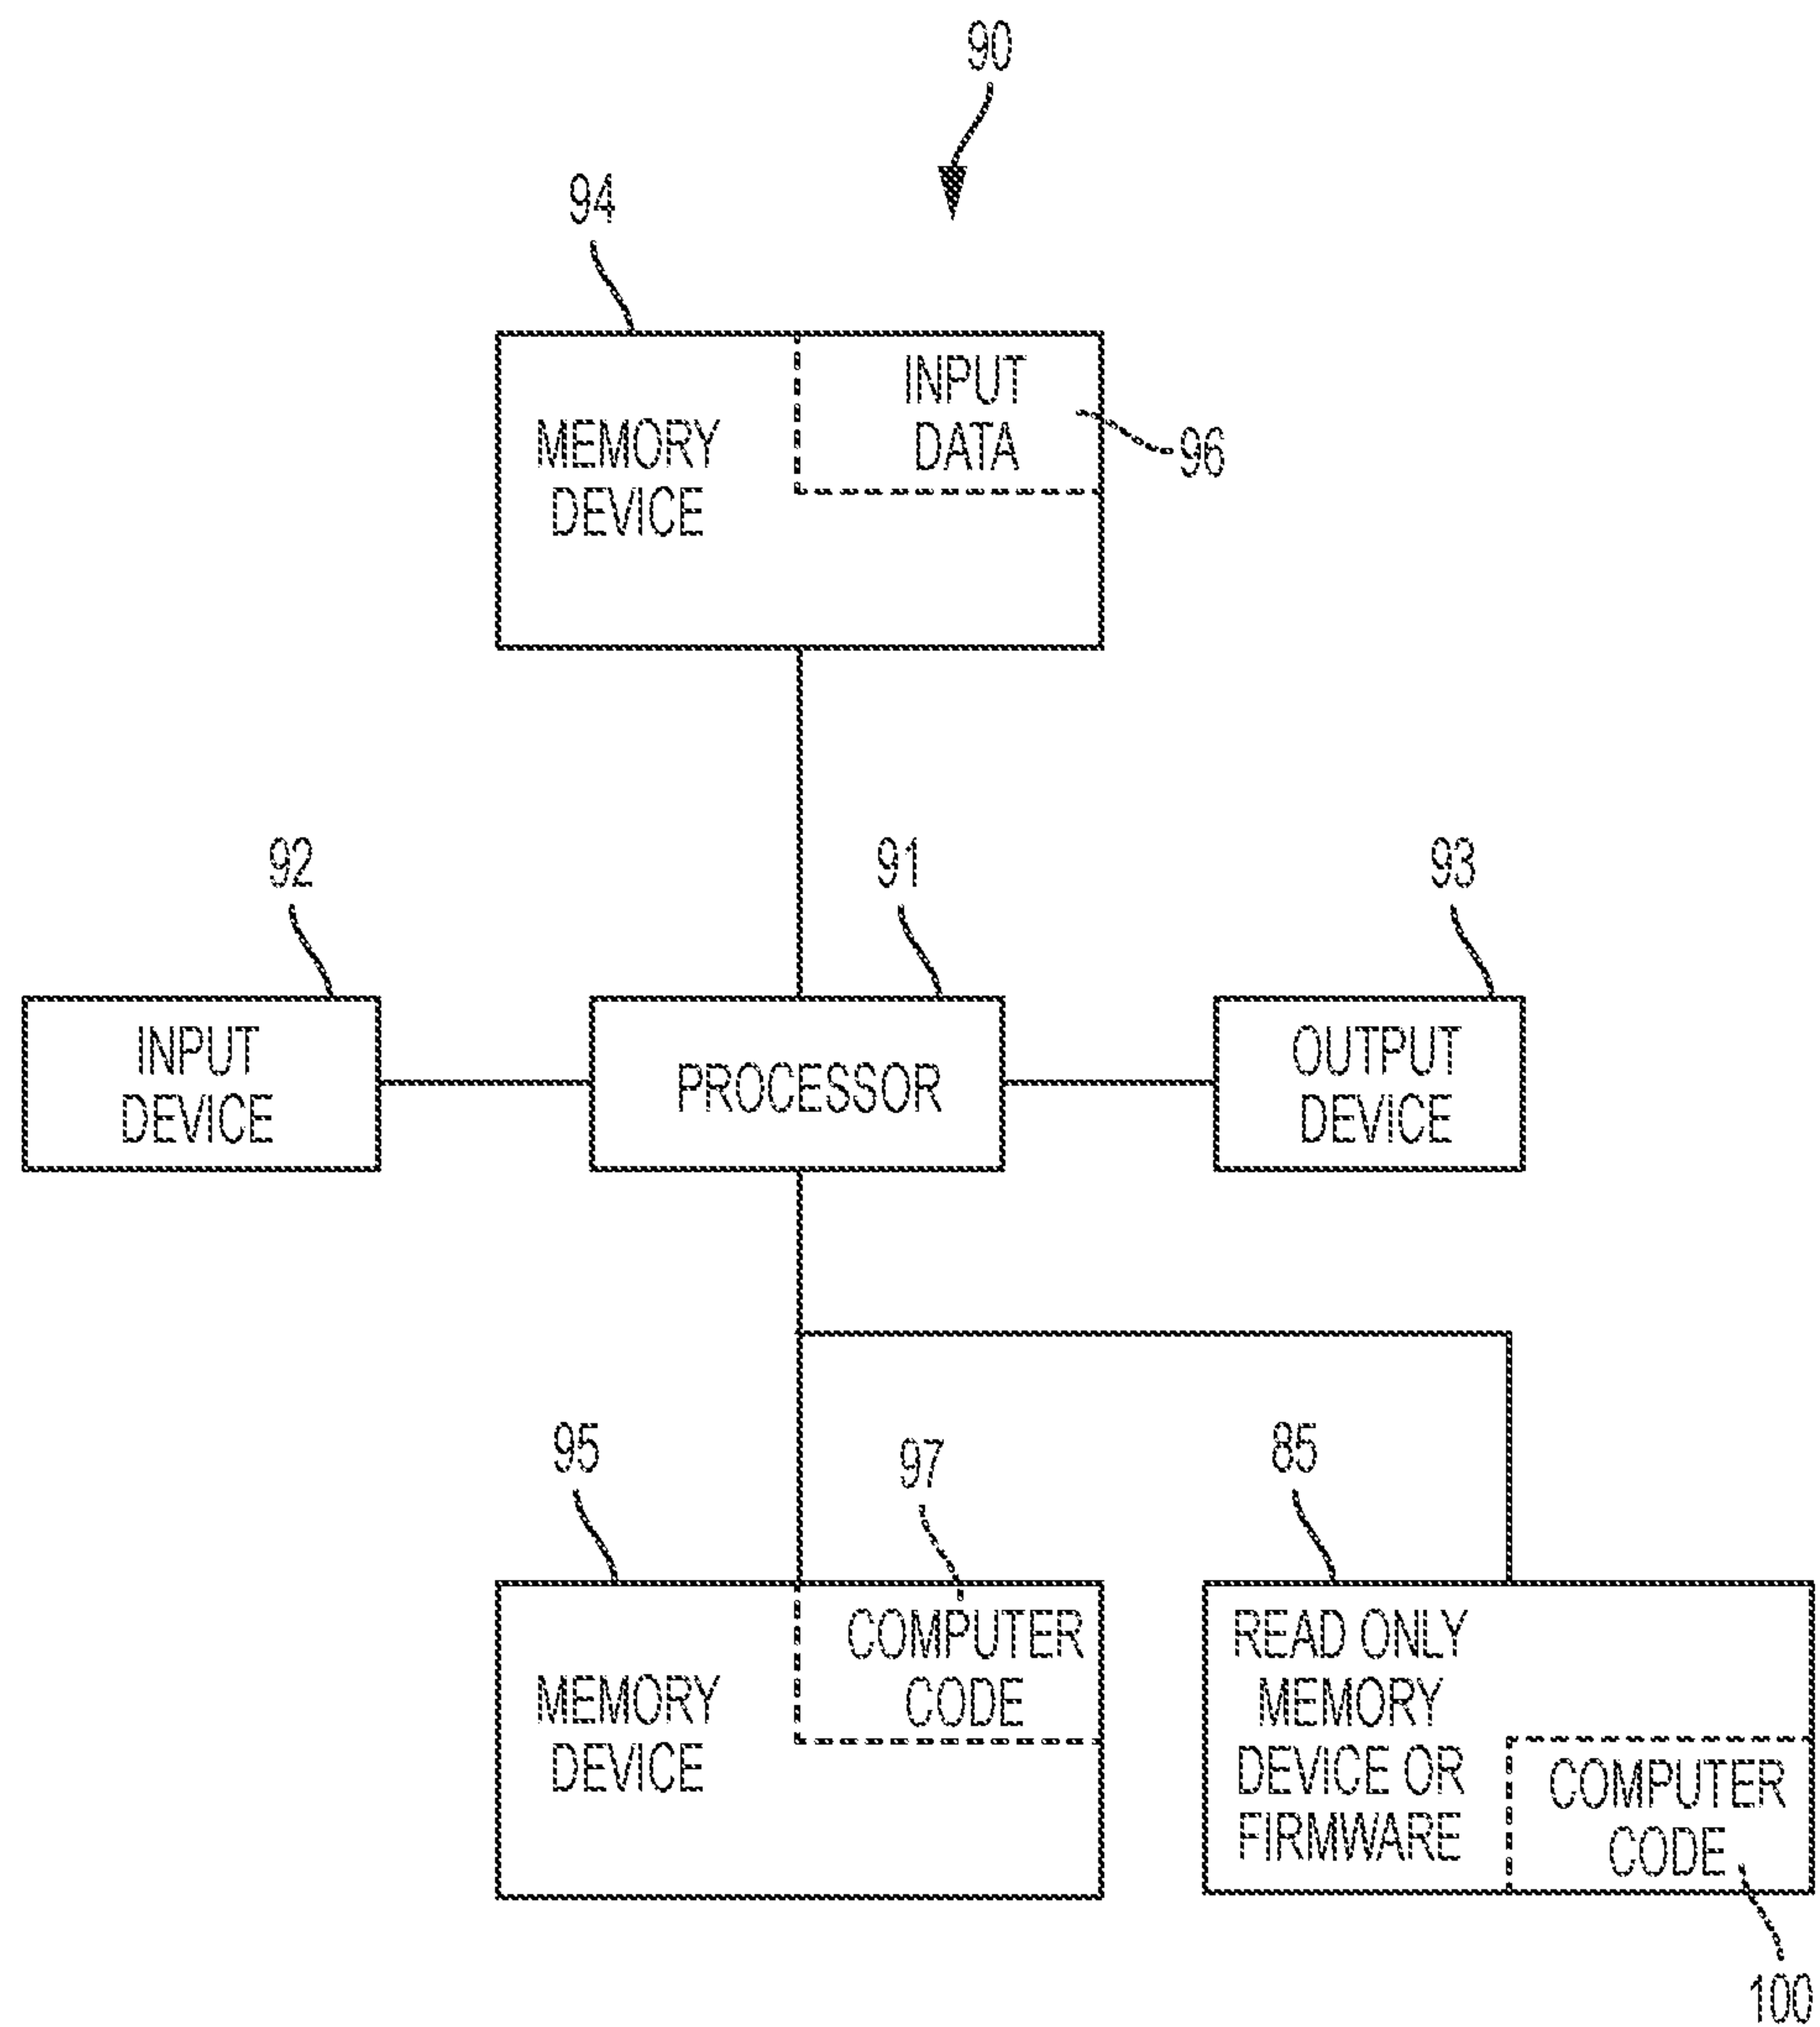 90
94
MEMORY
DEVICE
INPUT
DATA
96
92
91
93
INPUT
DEVICE
PROCESSOR
OUTPUT
DEVICE
95
97
85
MEMORY
DEVICE
COMPUTER
CODE
READ ONLY
MEMORY
DEVICE OR
FIRMWARE
COMPUTER
CODE
100